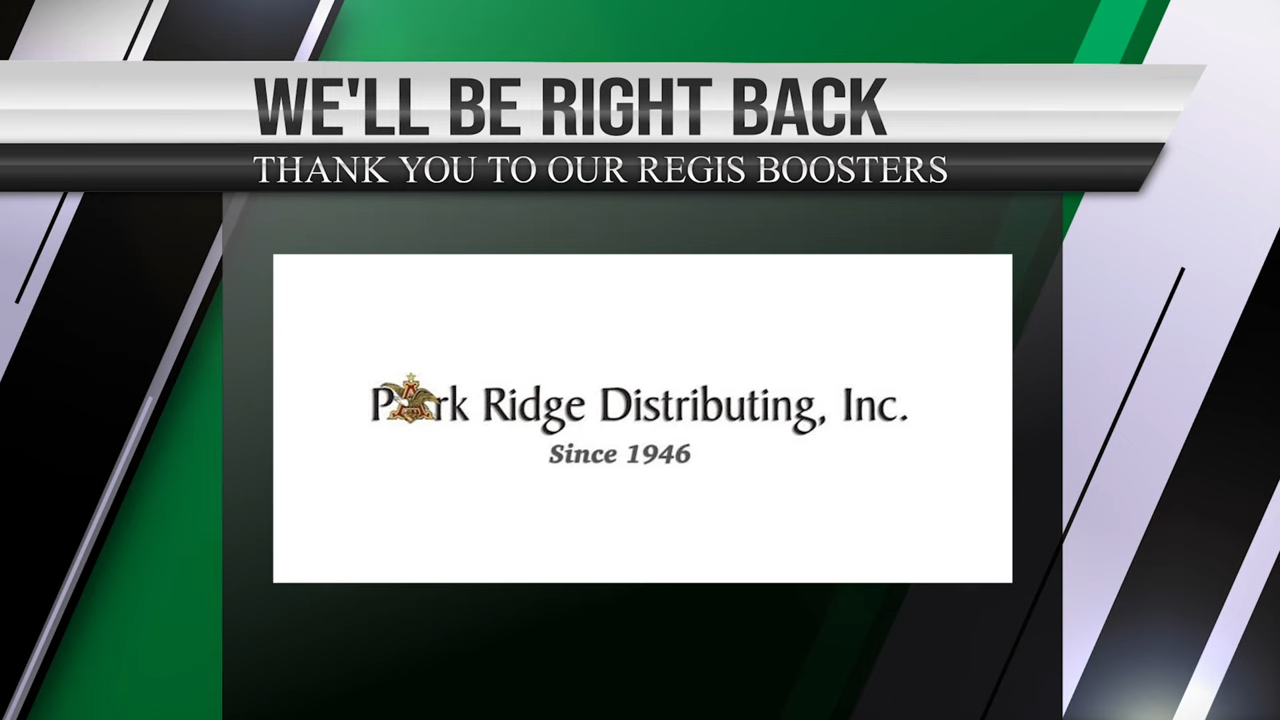 WE'LL BE RIGHT BACK
THANK YOU TO OUR REGIS BOOSTERS
Park Ridge Distributing, Inc.
Since 1946